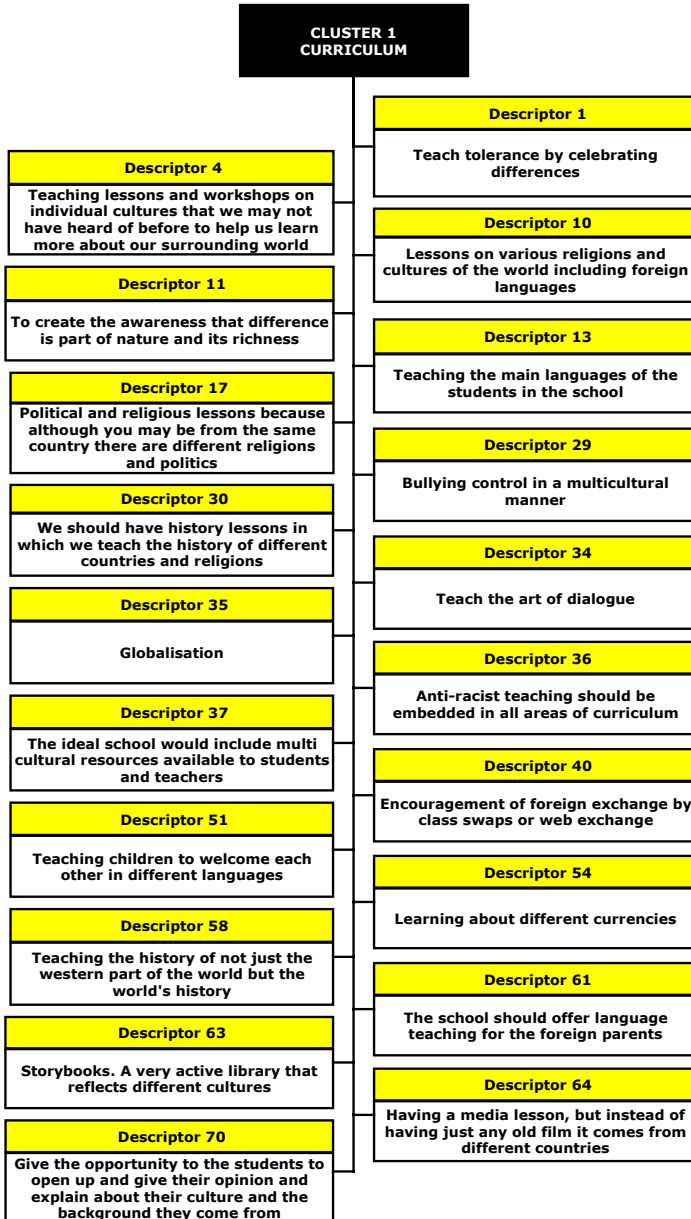 CLUSTER 1
CURRICULUM
Descriptor 1
Teach tolerance by celebrating
differences
Descriptor 4
Teaching lessons and workshops on
individual cultures that we may not
have heard of before to help us learn
more about our surrounding world
Descriptor 10
Lessons on various religions and
cultures of the world including foreign
languages
Descriptor 11
To create the awareness that difference
is part of nature and its richness
Descriptor 13
Teaching the main languages of the
students in the school
Descriptor 17
Political and religious lessons because
although you may be from the same
country there are different religions
and politics
Descriptor 29
Bullying control in a multicultural
manner
Descriptor 30
We should have history lessons in
which we teach the history of different
countries and religions
Descriptor 34
Teach the art of dialogue
Descriptor 35
Globalisation
Descriptor 36
Anti-racist teaching should be
embedded in all areas of curriculum
Descriptor 37
The ideal school would include multi
cultural resources available to students
and teachers
Descriptor 40
Encouragement of foreign exchange by
class swaps or web exchange
Descriptor 51
Teaching children to welcome each
other in different languages
Descriptor 54
Learning about different currencies
Descriptor 58
Teaching the history of not just the
western part of the world but the
world's history
Descriptor 61
The school should offer language
teaching for the foreign parents
Descriptor 63
Storybooks. A very active library that
reflects different cultures
Descriptor 64
Having a media lesson, but instead of
having just any old film it comes from
different countries
Descriptor 70
Give the opportunity to the students to
open up and give their opinion and
explain about their culture and the
background they come from